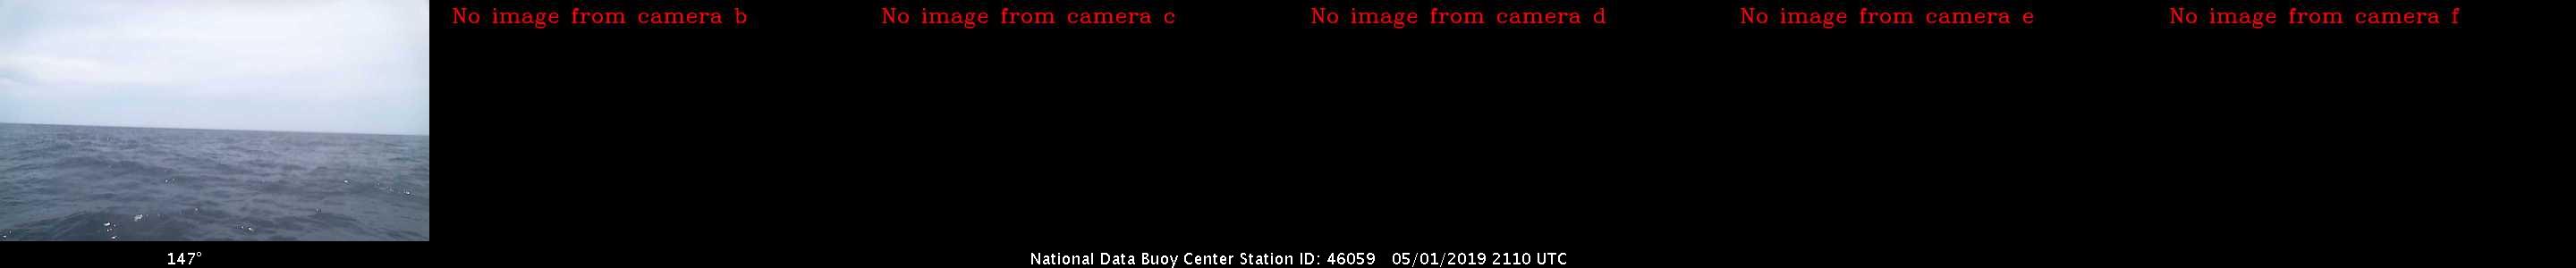 No image from camera b
No image from camera c
No image from camera d
No image from camera e
No image from camera f
147°
National Data Buoy Center Station ID: 46059 05/01/2019 2110 UTC